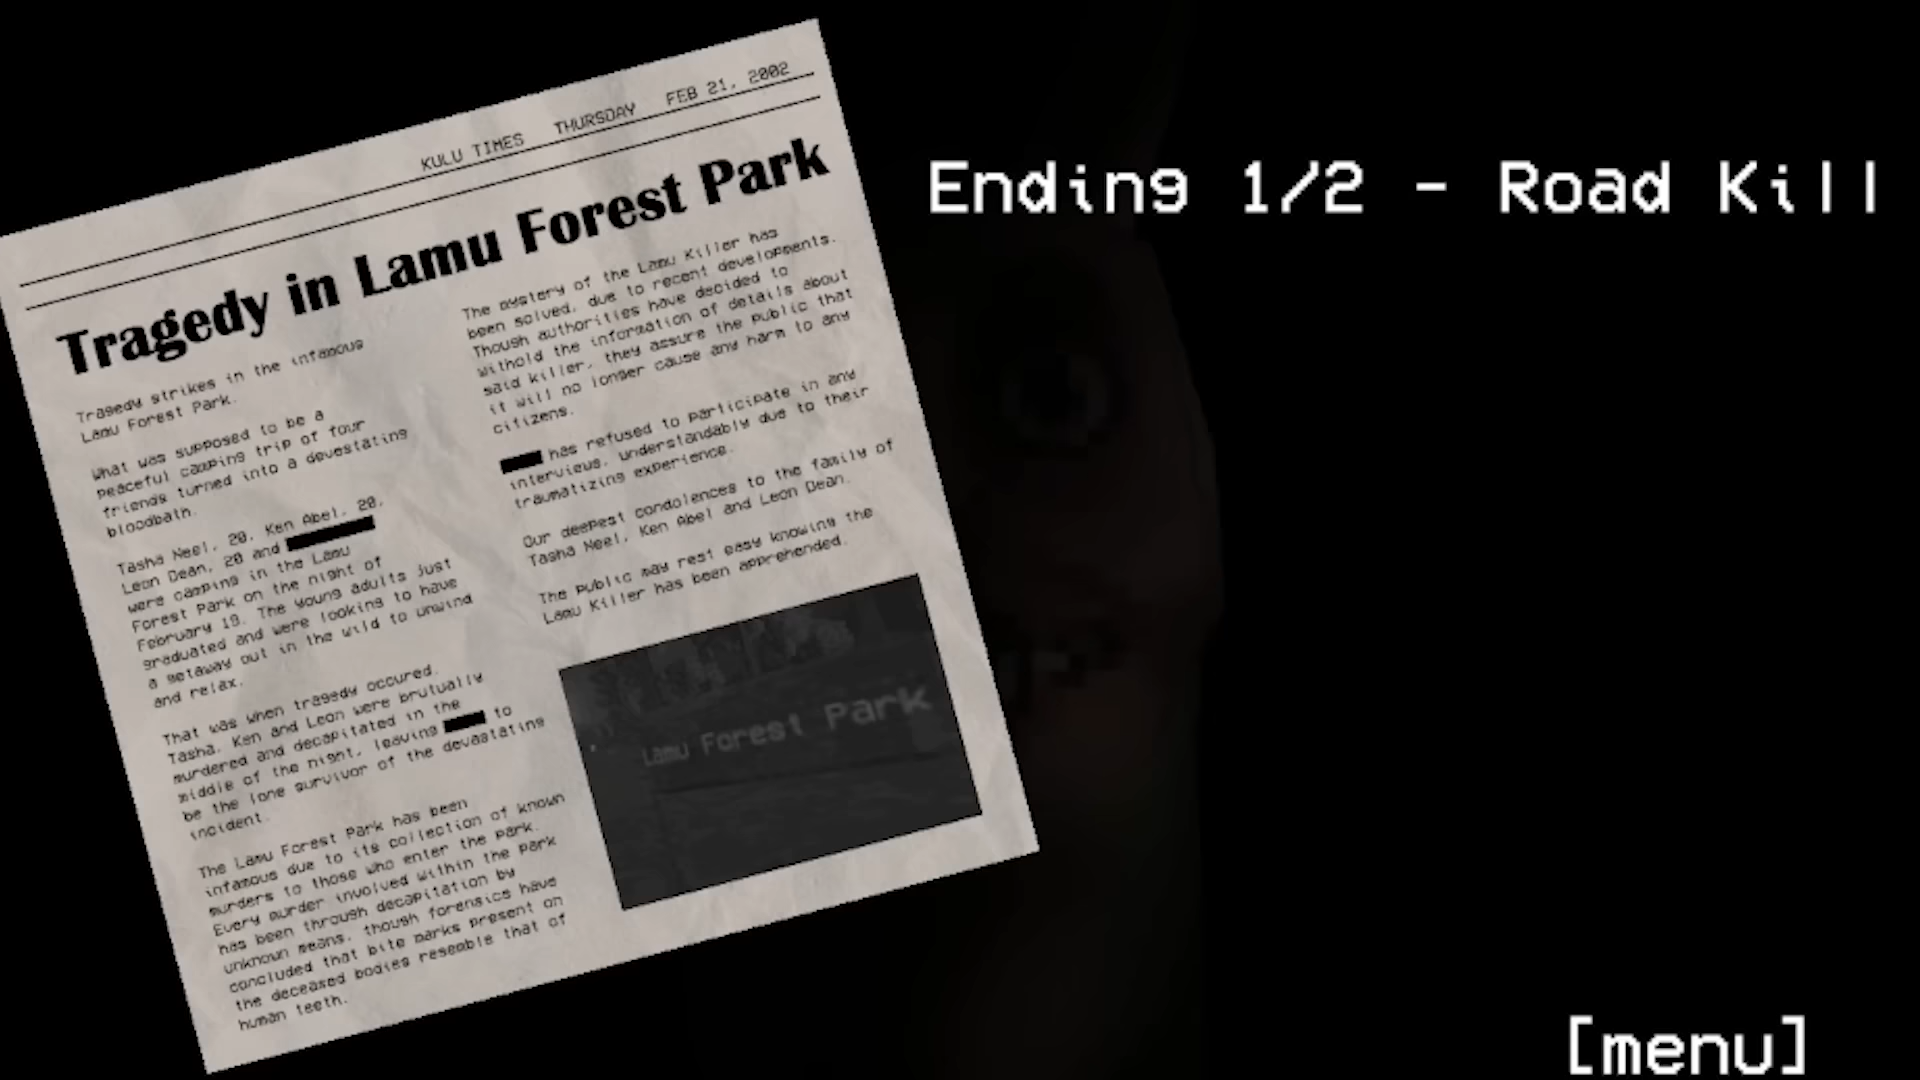 KULU TIMES THURSDAY FEB 21, 2002
Tragedy in Lamu Forest Park
Tragedy strikes in the infamous
Lamu Forest Park.
What was supposed to be a
peaceful camping trip of four
friends turned into a devestating
bloodbath.
Tasha Neel, 20, Ken Abel, 20,
Leon Dean, 20 and
were camping in the Lamu
Forest Park on the night of
February 19. The young adults just
graduated and were looking to have
a getaway out in the wild to unwind
and relax.
That was when tragedy occured.
Tasha, Ken and Leon were brutually
murdered and decapitated in the
middle of the night, leaving to
be the lone survivor of the devastating
incident.
The Lamu Forest Park has been
infamous due to its collection of known
murders to those who enter the park.
Every murder involved within the park
has been through decapitation by
unknown means, though forensics have
concluded that bite marks present on
the deceased bodies resemble that of
human teeth.
The mystery of the Lamu Killer has
been solved, due to recent developments.
Though authorities have decided to
withold the information of details about
said killer, they assure the public that
it will no longer cause any harm to any
citizens.
has refused to participate in any
interviews, understandably due to their
traumatizing experience.
Our deepest condolences to the family of
Tasha Neel, Ken Abel and Leon Dean.
The public may rest easy knowing the
Lamu Killer has been apprehended.
Lamu Forest Park
Ending 1/2 - Road Kill
[menu]